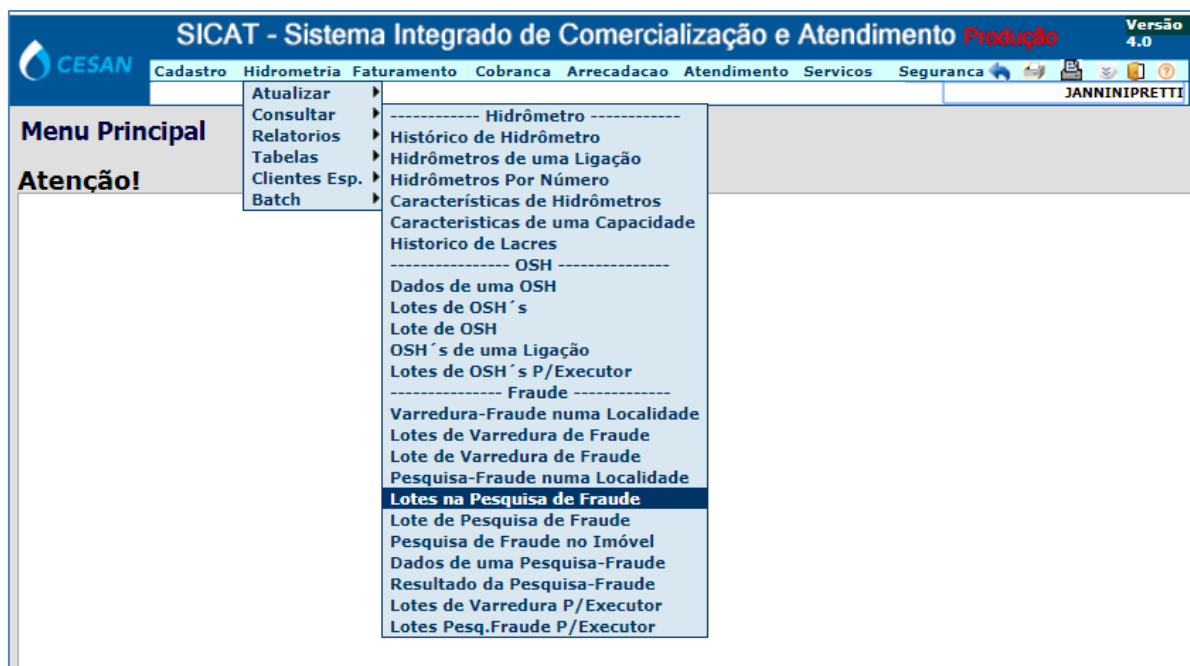 SICAT - Sistema Integrado de Comercialização e Atendimento Produção
Versão
4.0
CESAN
Cadastro Hidrometria Faturamento Cobranca Arrecadacao Atendimento Servicos Seguranca
JANNINIPRETTI
Menu Principal
Atenção!
Atualizar
Consultar
Relatorios
Tabelas
Clientes Esp.
Batch
------------ Hidrômetro ------------
Histórico de Hidrômetro
Hidrômetros de uma Ligação
Hidrômetros Por Número
Características de Hidrômetros
Caracteristicas de uma Capacidade
Historico de Lacres
---------------- OSH ---------------
Dados de uma OSH
Lotes de OSH´s
Lote de OSH
OSH´s de uma Ligação
Lotes de OSH´s P/Executor
--------------- Fraude -------------
Varredura-Fraude numa Localidade
Lotes de Varredura de Fraude
Lote de Varredura de Fraude
Pesquisa-Fraude numa Localidade
Lotes na Pesquisa de Fraude
Lote de Pesquisa de Fraude
Pesquisa de Fraude no Imóvel
Dados de uma Pesquisa-Fraude
Resultado da Pesquisa-Fraude
Lotes de Varredura P/Executor
Lotes Pesq.Fraude P/Executor